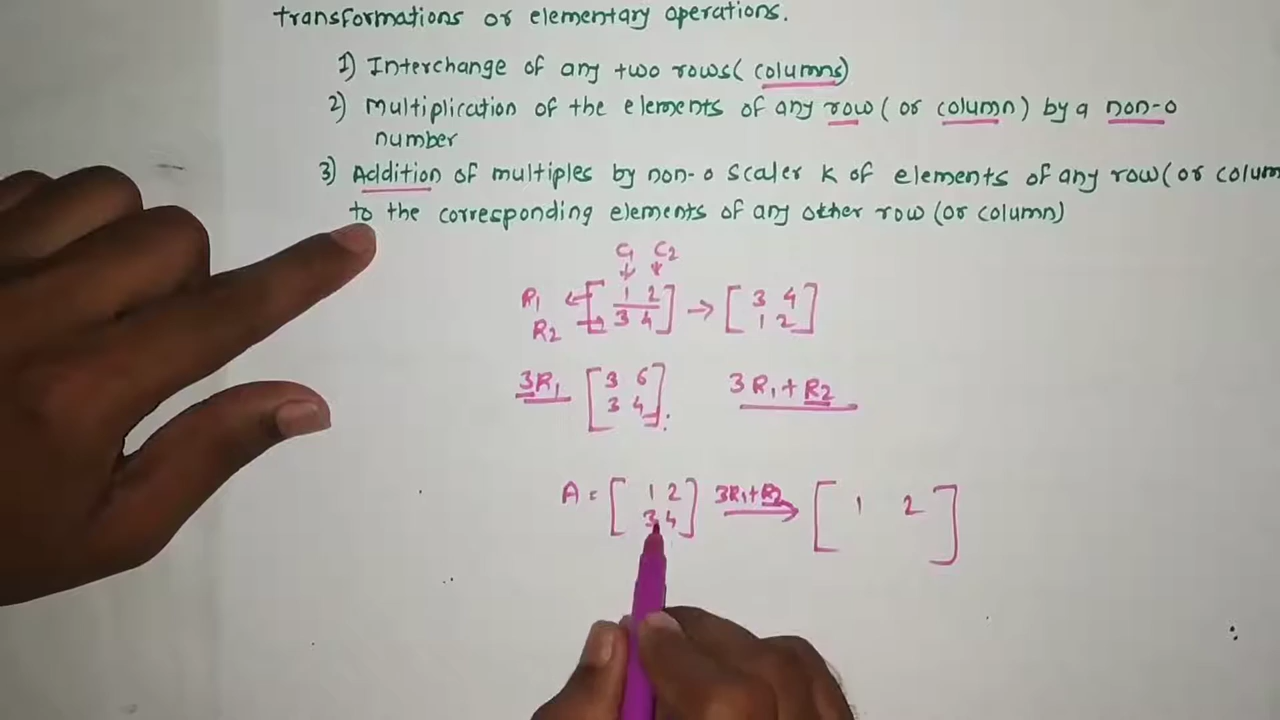 transformations or elementary operations.
1) Interchange of any two rows( columns)
2) Multiplication of the elements of any row( or column) by a non-0
number
3) Addition of multiples by non-0 scaler K of elements of any row(or colum
to the corresponding elements of any other row (or column)
C1 C2
R1 ← [ 1 2 → [ 3 4
R2 3 4 ] 1 2 ]
3R1 [ 3 6 3R1+R2
3 4 ]
A = [ 1 2 3R1+R2 [ 1 2 ]
3 4 ]